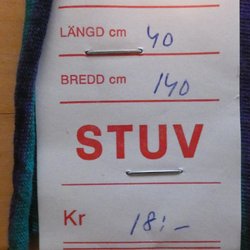 LÄNGD cm 40
BREDD cm 140
STUV
Kr 18:-